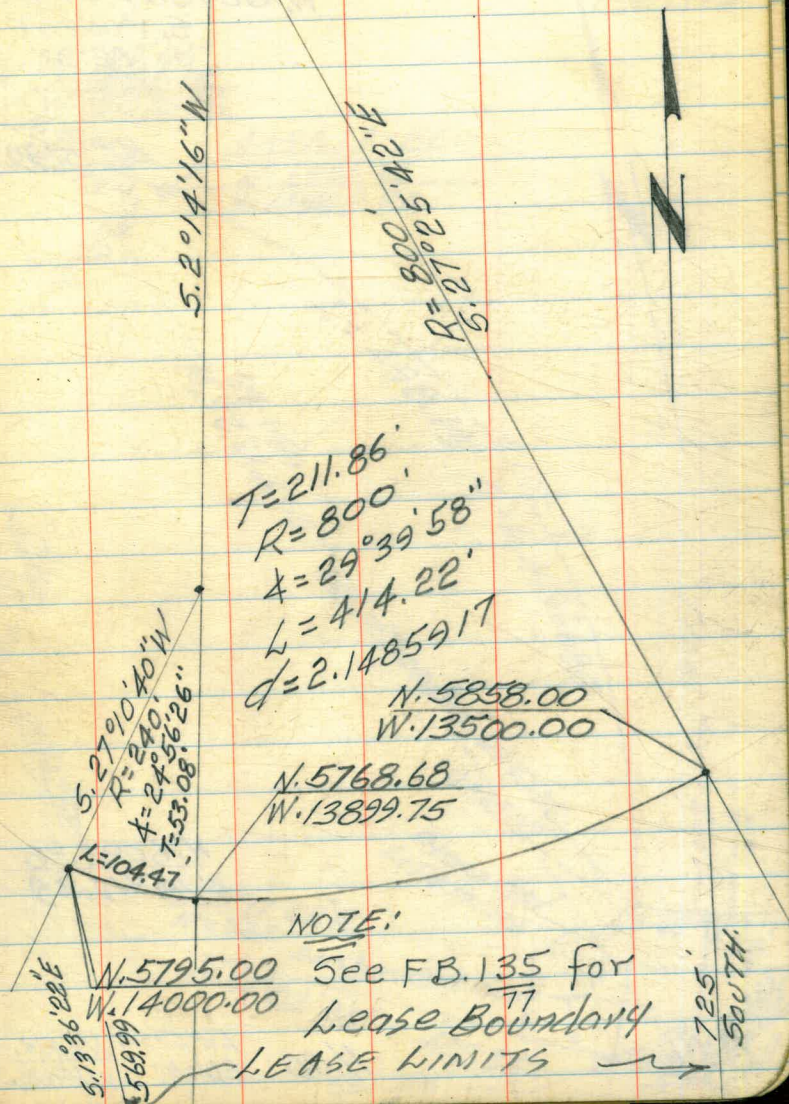 S.2°14'16"W
R=800'
S.27°25'42"E
N
T=211.86'
R=800'
∡=29°39'58"
L=414.22'
d=2.1485917
S.27°10'40"W
R=240'
∡=24°56'26"
T=53.08'
L=104.47
N.5858.00
W.13500.00
N.5768.68
W.13899.75
N.5795.00
W.14000.00
NOTE:
See FB.135 for
77
Lease Boundary
LEASE LIMITS
S.13°36'22"E
569.99
725'
SOUTH.